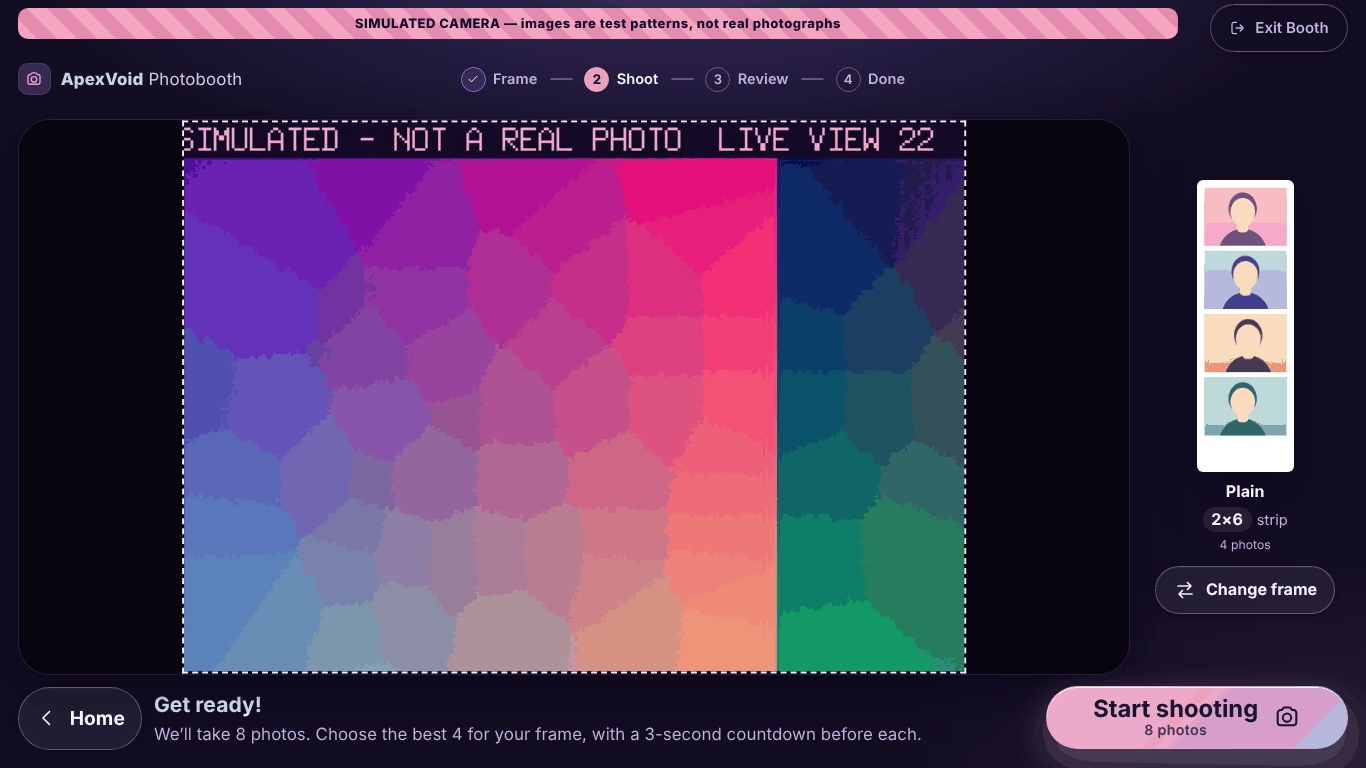 SIMULATED CAMERA — images are test patterns, not real photographs
Exit Booth
ApexVoid Photobooth
Frame
2 Shoot
3 Review
4 Done
SIMULATED - NOT A REAL PHOTO LIVE VIEW 22
Plain
2×6 strip
4 photos
Change frame
Home
Get ready!
We’ll take 8 photos. Choose the best 4 for your frame, with a 3-second countdown before each.
Start shooting
8 photos